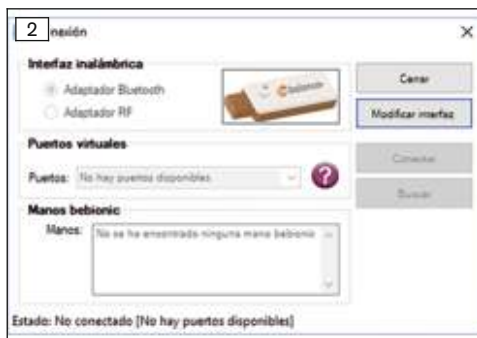 2 nexión
Interfaz inalámbrica
Adaptador Bluetooth
Adaptador RF
bebionic
Cerrar
Modificar interfaz
Puertos virtuales
Puertos: No hay puertos disponibles
?
Conectar
Buscar
Manos bebionic
Manos: No se ha encontrado ninguna mano bebionic
Estado: No conectado [No hay puertos disponibles]